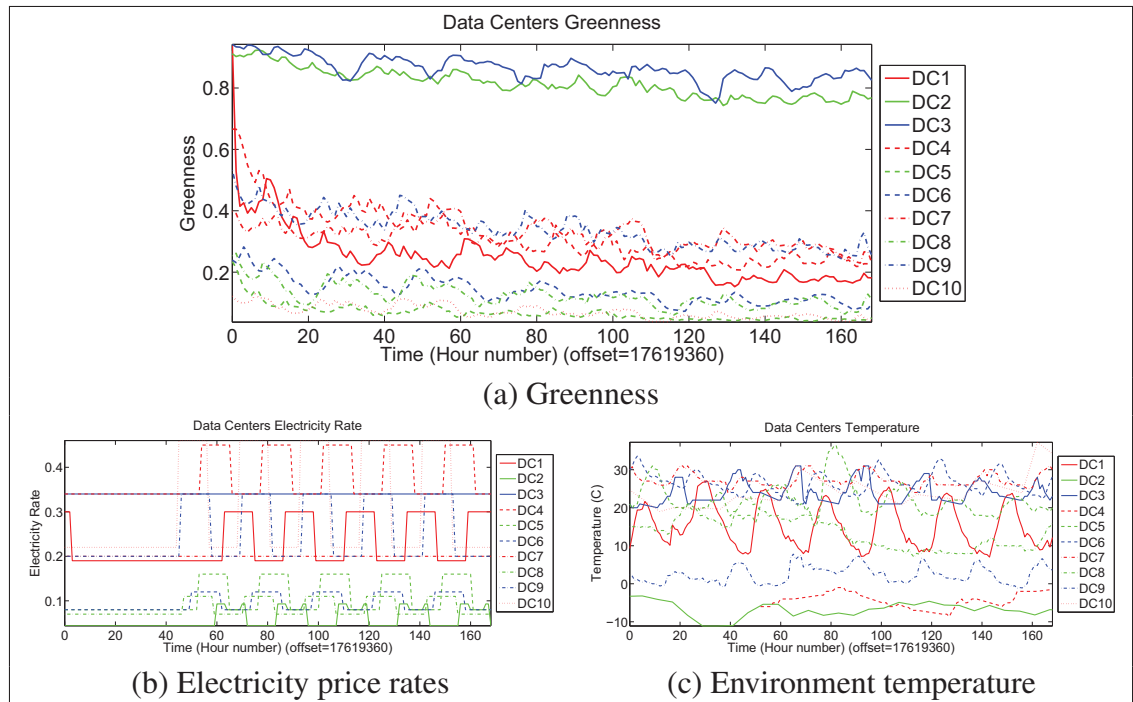 Data Centers Greenness
Greenness
0.8
0.6
0.4
0.2
0 20 40 60 80 100 120 140 160
Time (Hour number) (offset=17619360)
DC1
DC2
DC3
DC4
DC5
DC6
DC7
DC8
DC9
DC10
(a) Greenness
Data Centers Electricity Rate
Electricity Rate
0.4
0.3
0.2
0.1
0 20 40 60 80 100 120 140 160
Time (Hour number) (offset=17619360)
DC1
DC2
DC3
DC4
DC5
DC6
DC7
DC8
DC9
DC10
(b) Electricity price rates
Data Centers Temperature
Temperature (C)
30
20
10
0
−10
0 20 40 60 80 100 120 140 160
Time (Hour number) (offset=17619360)
DC1
DC2
DC3
DC4
DC5
DC6
DC7
DC8
DC9
DC10
(c) Environment temperature